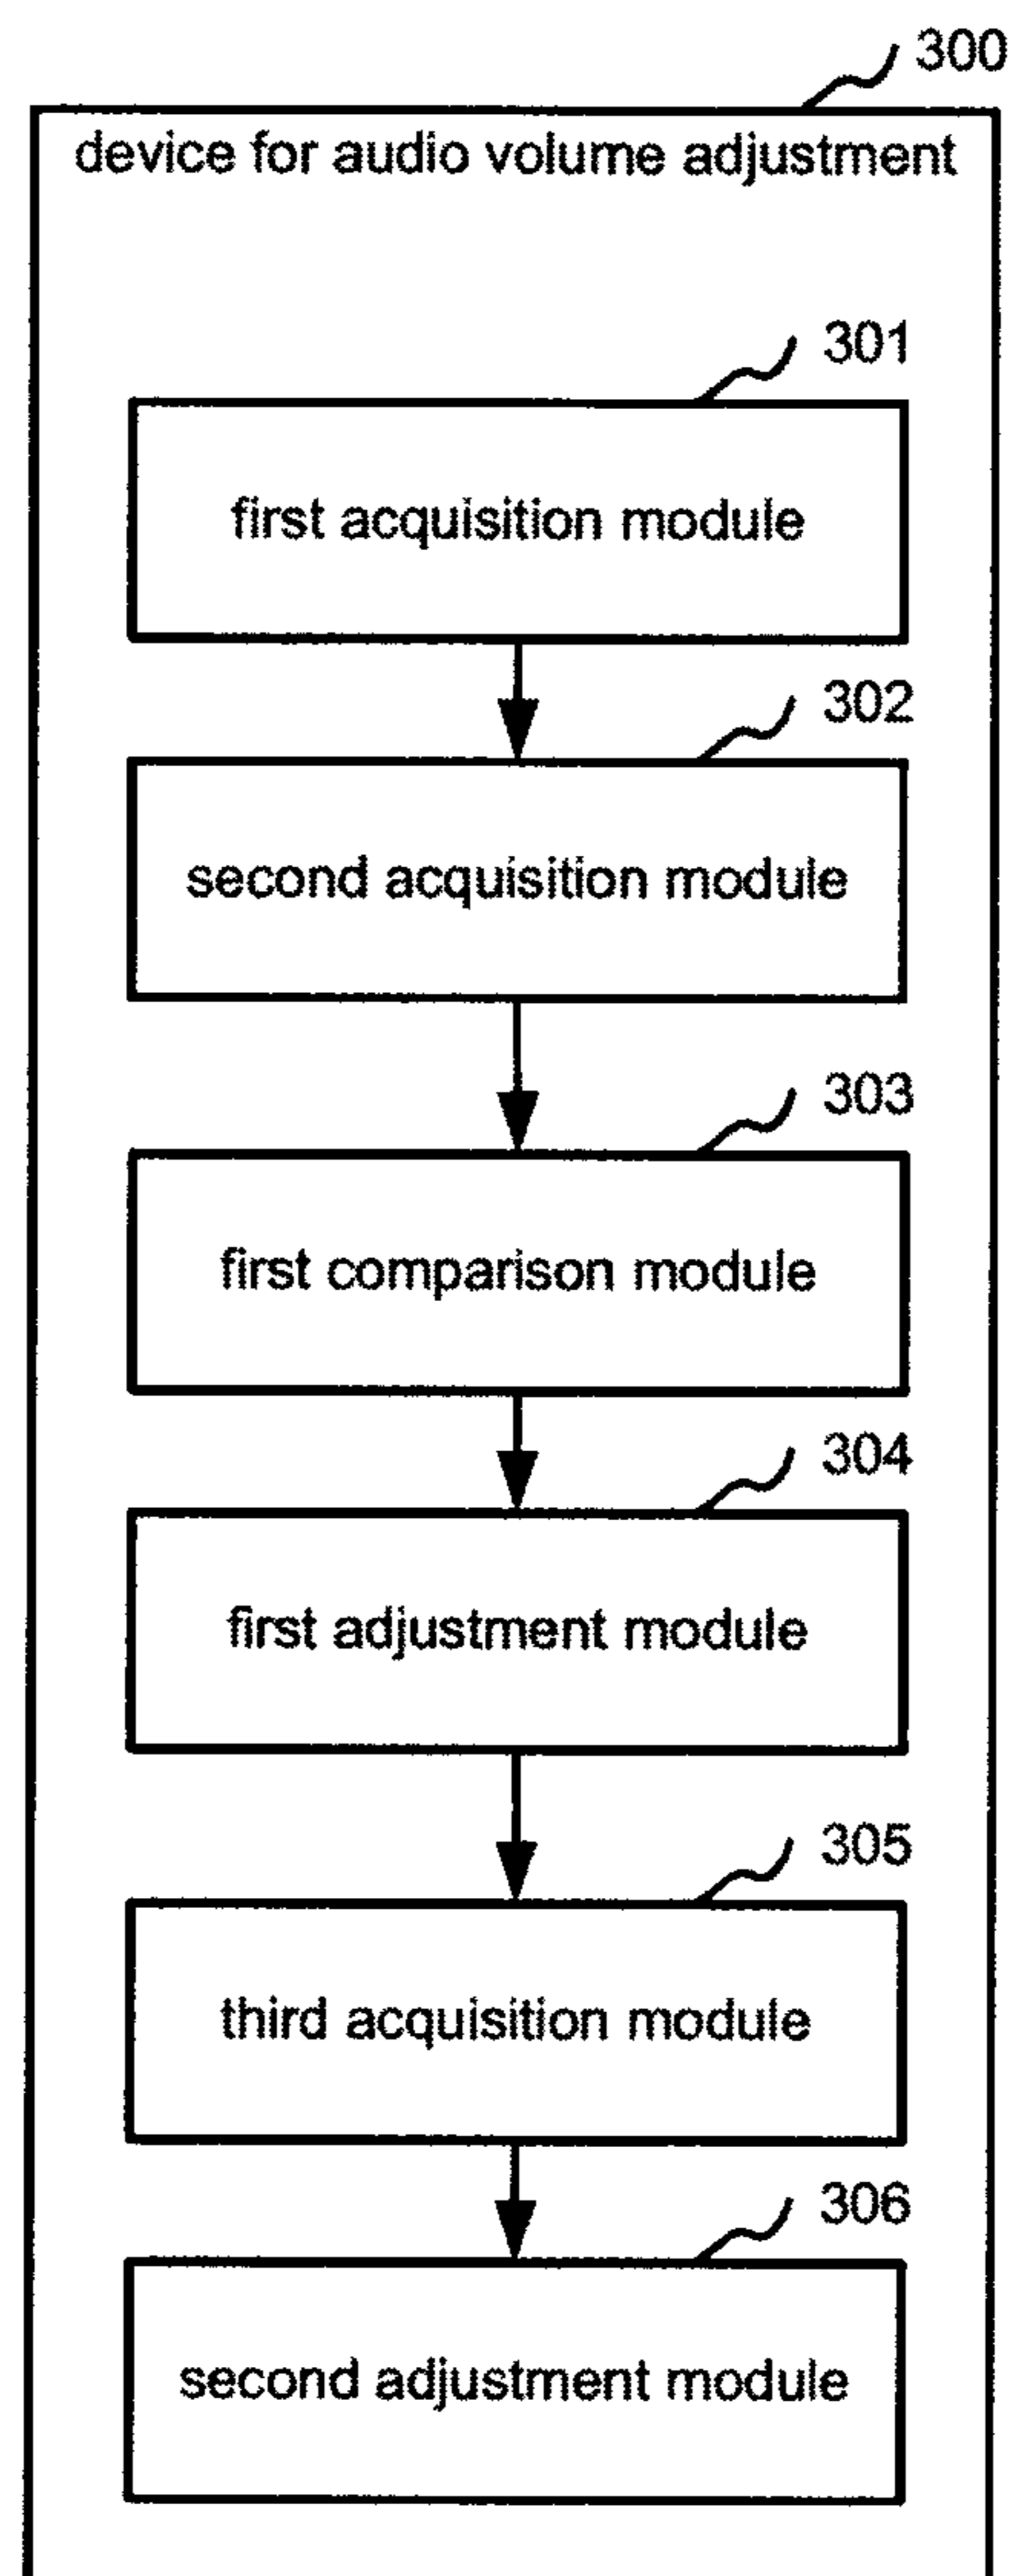 300
device for audio volume adjustment
301
first acquisition module
302
second acquisition module
303
first comparison module
304
first adjustment module
305
third acquisition module
306
second adjustment module